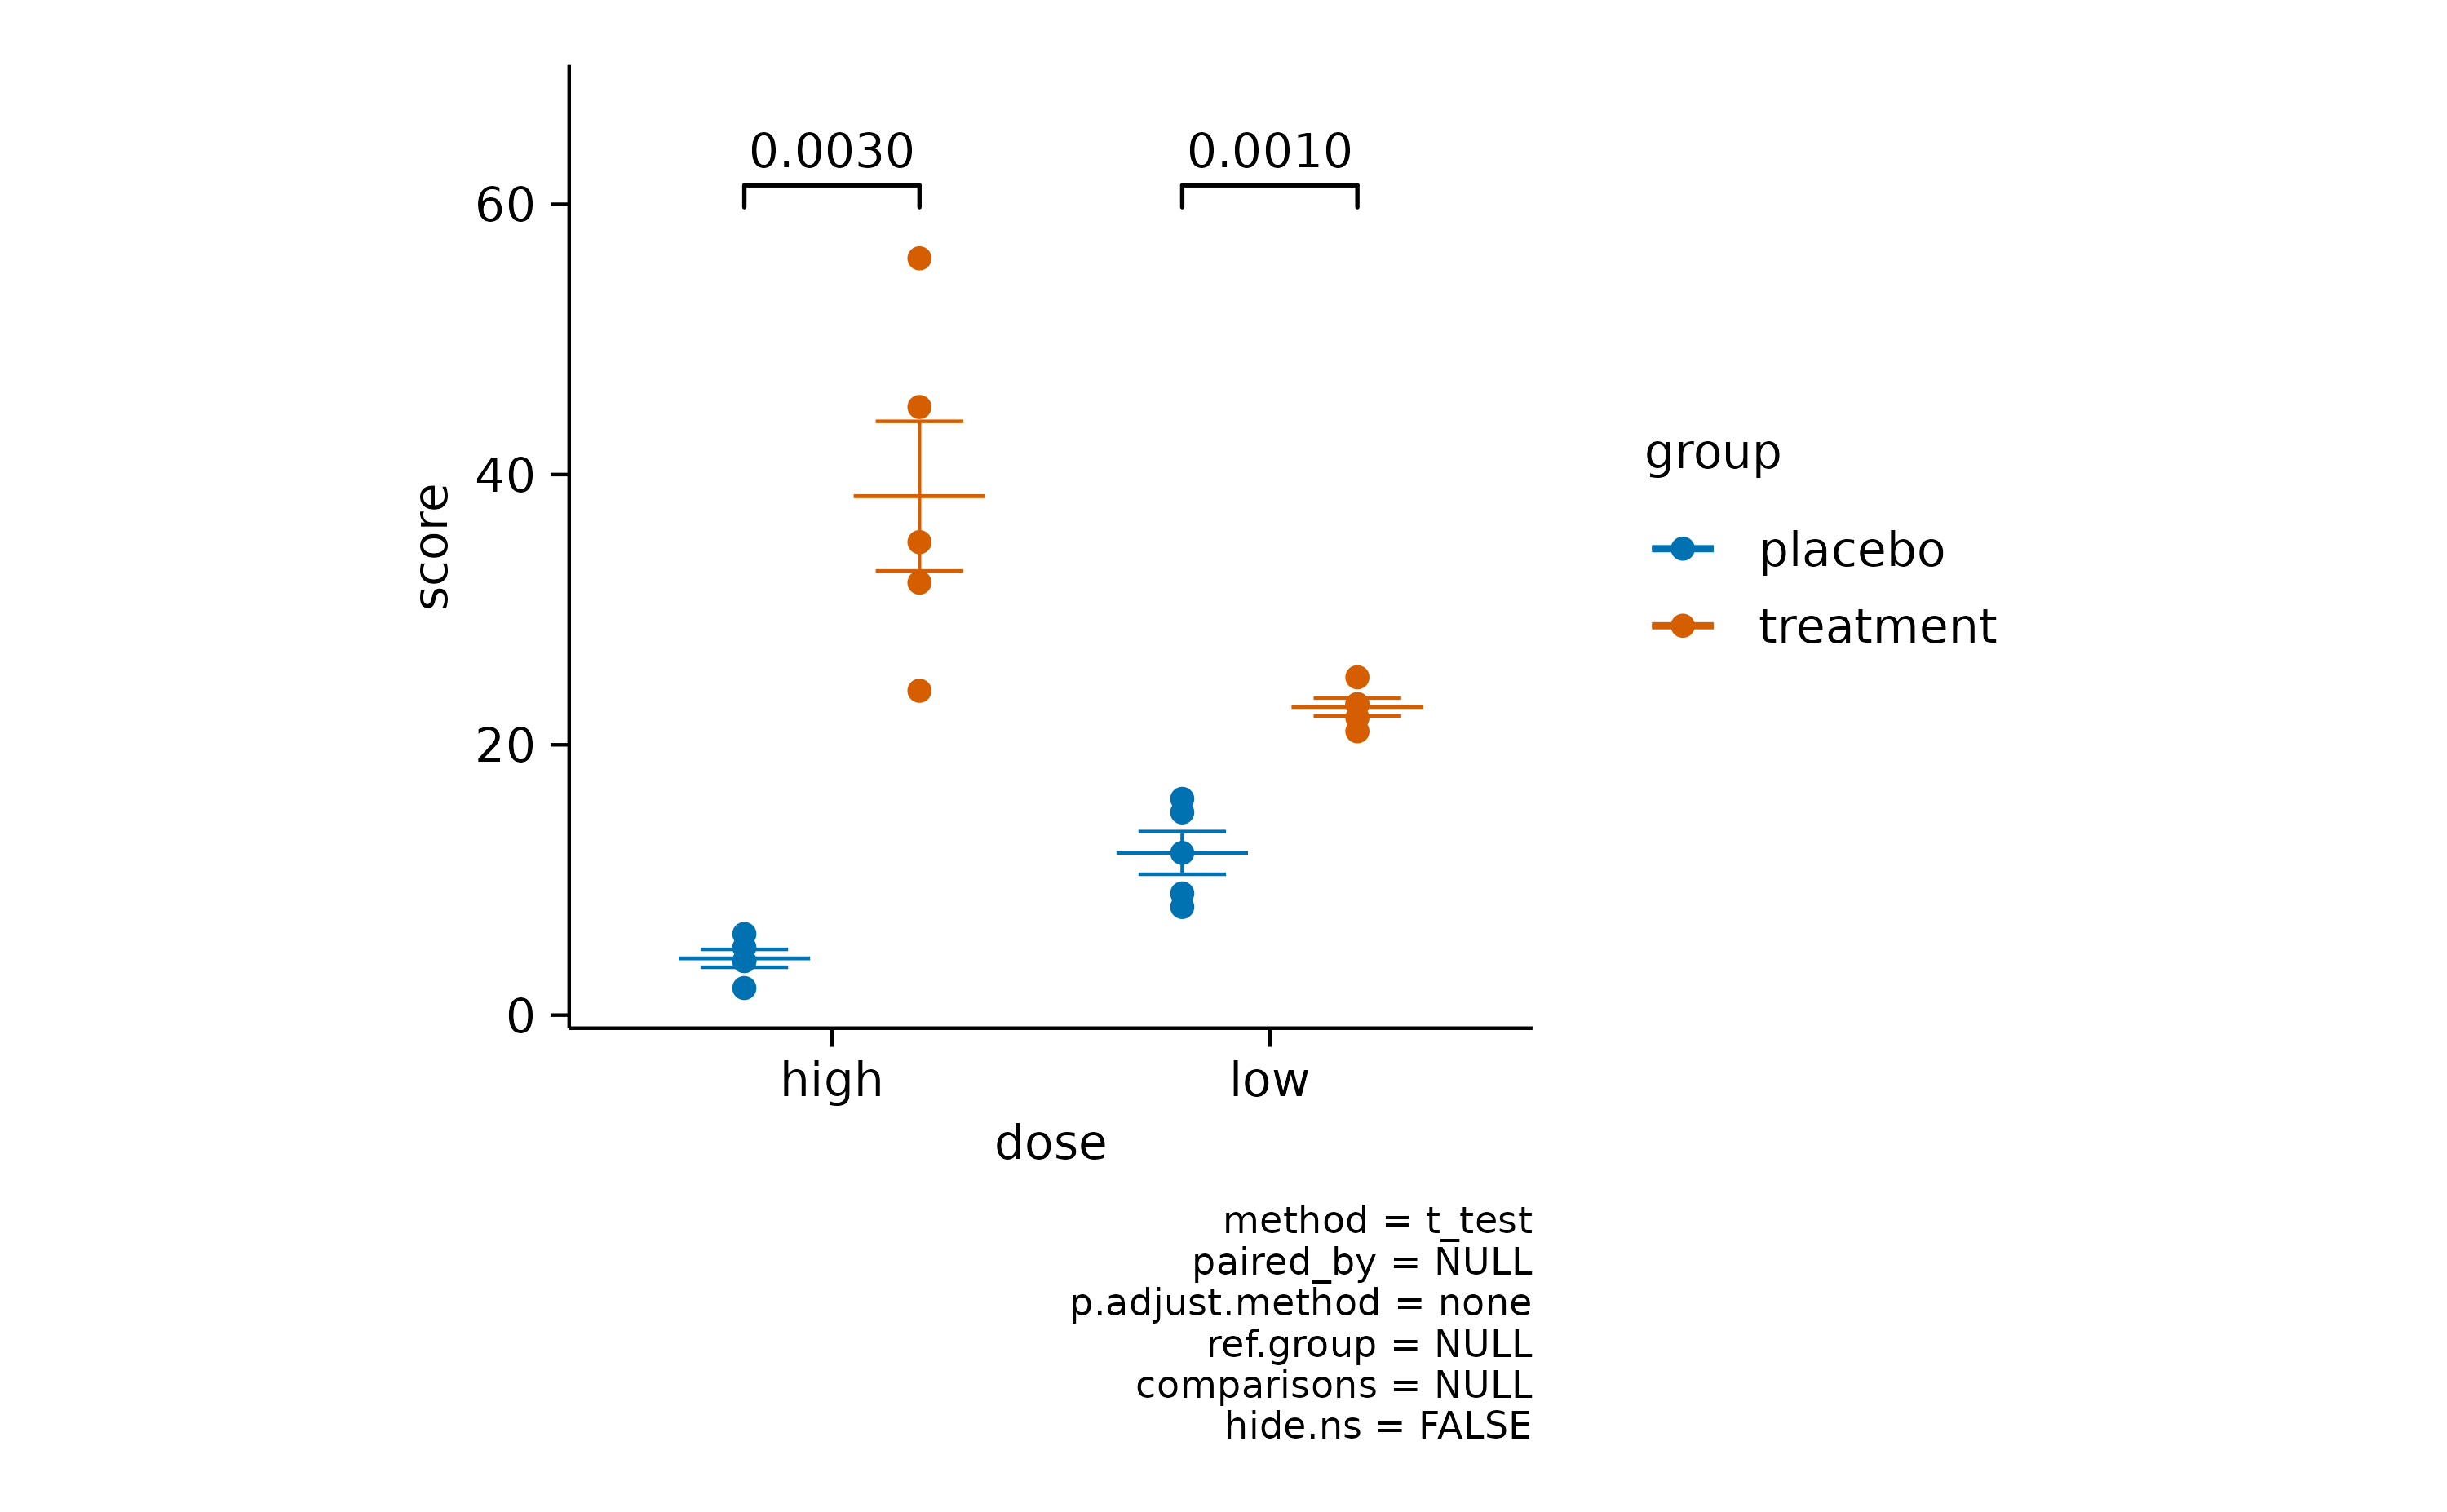 0.0030
0.0010
60
40
20
0
score
high
low
dose
group
placebo
treatment
method = t_test
paired_by = NULL
p.adjust.method = none
ref.group = NULL
comparisons = NULL
hide.ns = FALSE